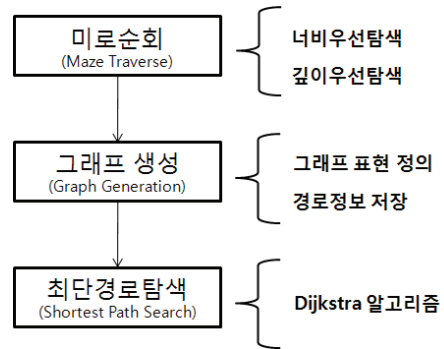 미로순회
(Maze Traverse)
너비우선탐색
깊이우선탐색
그래프 생성
(Graph Generation)
그래프 표현 정의
경로정보 저장
최단경로탐색
(Shortest Path Search)
Dijkstra 알고리즘